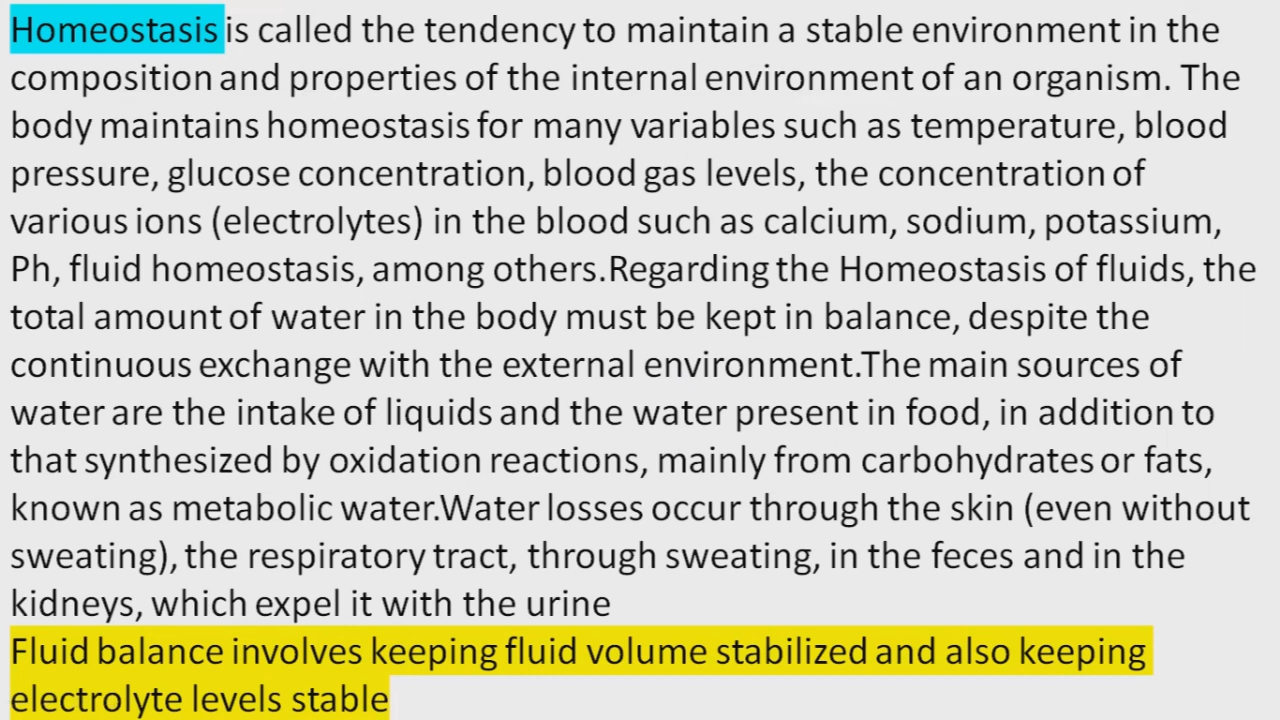 Homeostasis is called the tendency to maintain a stable environment in the
composition and properties of the internal environment of an organism. The
body maintains homeostasis for many variables such as temperature, blood
pressure, glucose concentration, blood gas levels, the concentration of
various ions (electrolytes) in the blood such as calcium, sodium, potassium,
Ph, fluid homeostasis, among others.Regarding the Homeostasis of fluids, the
total amount of water in the body must be kept in balance, despite the
continuous exchange with the external environment.The main sources of
water are the intake of liquids and the water present in food, in addition to
that synthesized by oxidation reactions, mainly from carbohydrates or fats,
known as metabolic water.Water losses occur through the skin (even without
sweating), the respiratory tract, through sweating, in the feces and in the
kidneys, which expel it with the urine
Fluid balance involves keeping fluid volume stabilized and also keeping
electrolyte levels stable